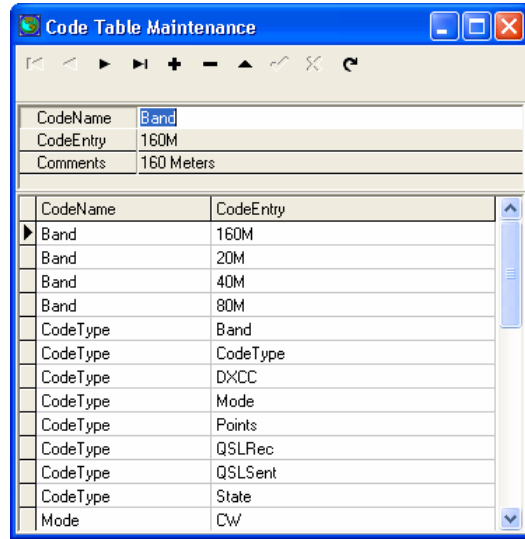 Code Table Maintenance
CodeName Band
CodeEntry 160M
Comments 160 Meters
CodeName CodeEntry
Band 160M
Band 20M
Band 40M
Band 80M
CodeType Band
CodeType CodeType
CodeType DXCC
CodeType Mode
CodeType Points
CodeType QSLRec
CodeType QSLSent
CodeType State
Mode CW